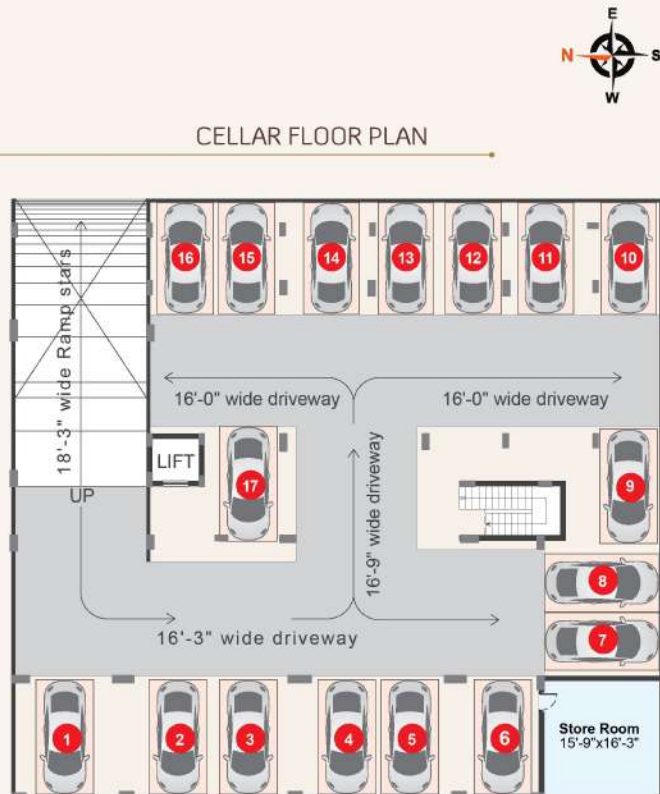 E
N
S
W
CELLAR FLOOR PLAN
16
15
14
13
12
11
10
18'-3" wide Ramp stars
16'-0" wide driveway
16'-0" wide driveway
LIFT
17
9
16'-9" wide driveway
UP
8
7
16'-3" wide driveway
1
2
3
4
5
6
Store Room
15'-9"x16'-3"